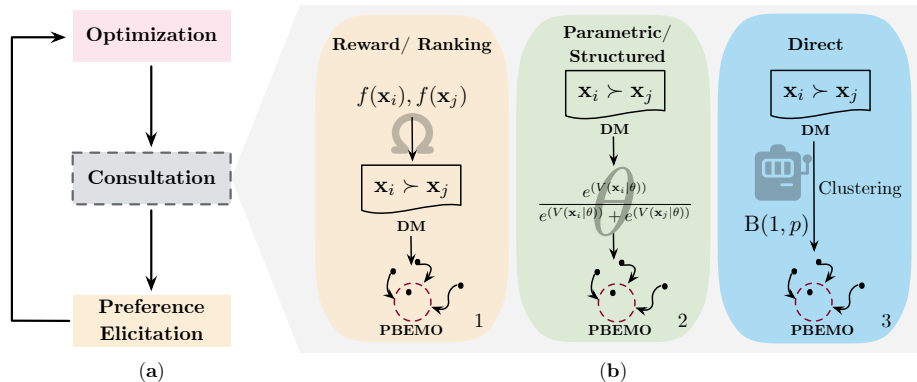 Optimization
Consultation
Preference
Elicitation
(a)
Reward/ Ranking
f(x_i), f(x_j)
Ω
x_i ≻ x_j
DM
PBEMO
1
Parametric/
Structured
x_i ≻ x_j
DM
θ
e^(V(x_i|θ))
e^(V(x_i|θ)) + e^(V(x_j|θ))
PBEMO
2
Direct
x_i ≻ x_j
DM
Clustering
B(1, p)
PBEMO
3
(b)